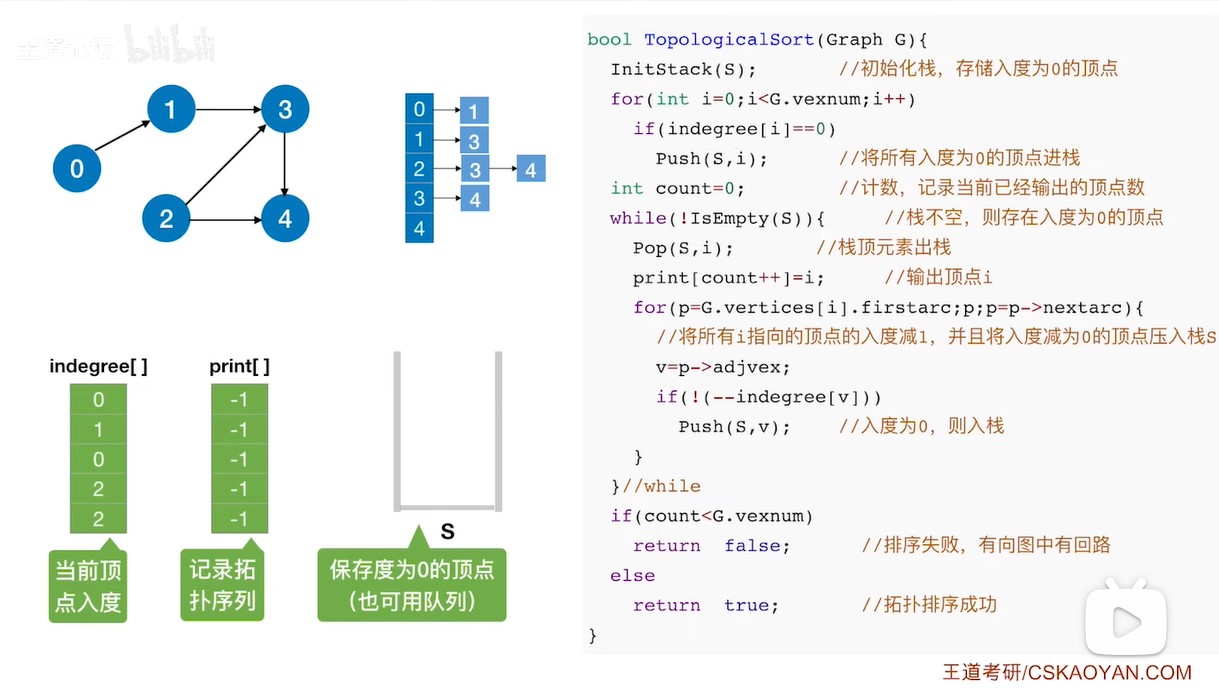 bilibili
1
3
0
2
4
0 1
1 3
2 3 4
3 4
4
indegree[ ]
0
1
0
2
2
当前顶
点入度
print[ ]
-1
-1
-1
-1
-1
记录拓
扑序列
S
保存度为0的顶点
（也可用队列）
bool TopologicalSort(Graph G){
InitStack(S); //初始化栈，存储入度为0的顶点
for(int i=0;i<G.vexnum;i++)
if(indegree[i]==0)
Push(S,i); //将所有入度为0的顶点进栈
int count=0; //计数，记录当前已经输出的顶点数
while(!IsEmpty(S)){ //栈不空，则存在入度为0的顶点
Pop(S,i); //栈顶元素出栈
print[count++]=i; //输出顶点i
for(p=G.vertices[i].firstarc;p;p=p->nextarc){
//将所有i指向的顶点的入度减1，并且将入度减为0的顶点压入栈S
v=p->adjvex;
if(!(--indegree[v]))
Push(S,v); //入度为0，则入栈
}
}//while
if(count<G.vexnum)
return false; //排序失败，有向图中有回路
else
return true; //拓扑排序成功
}
王道考研/CSKAOYAN.COM